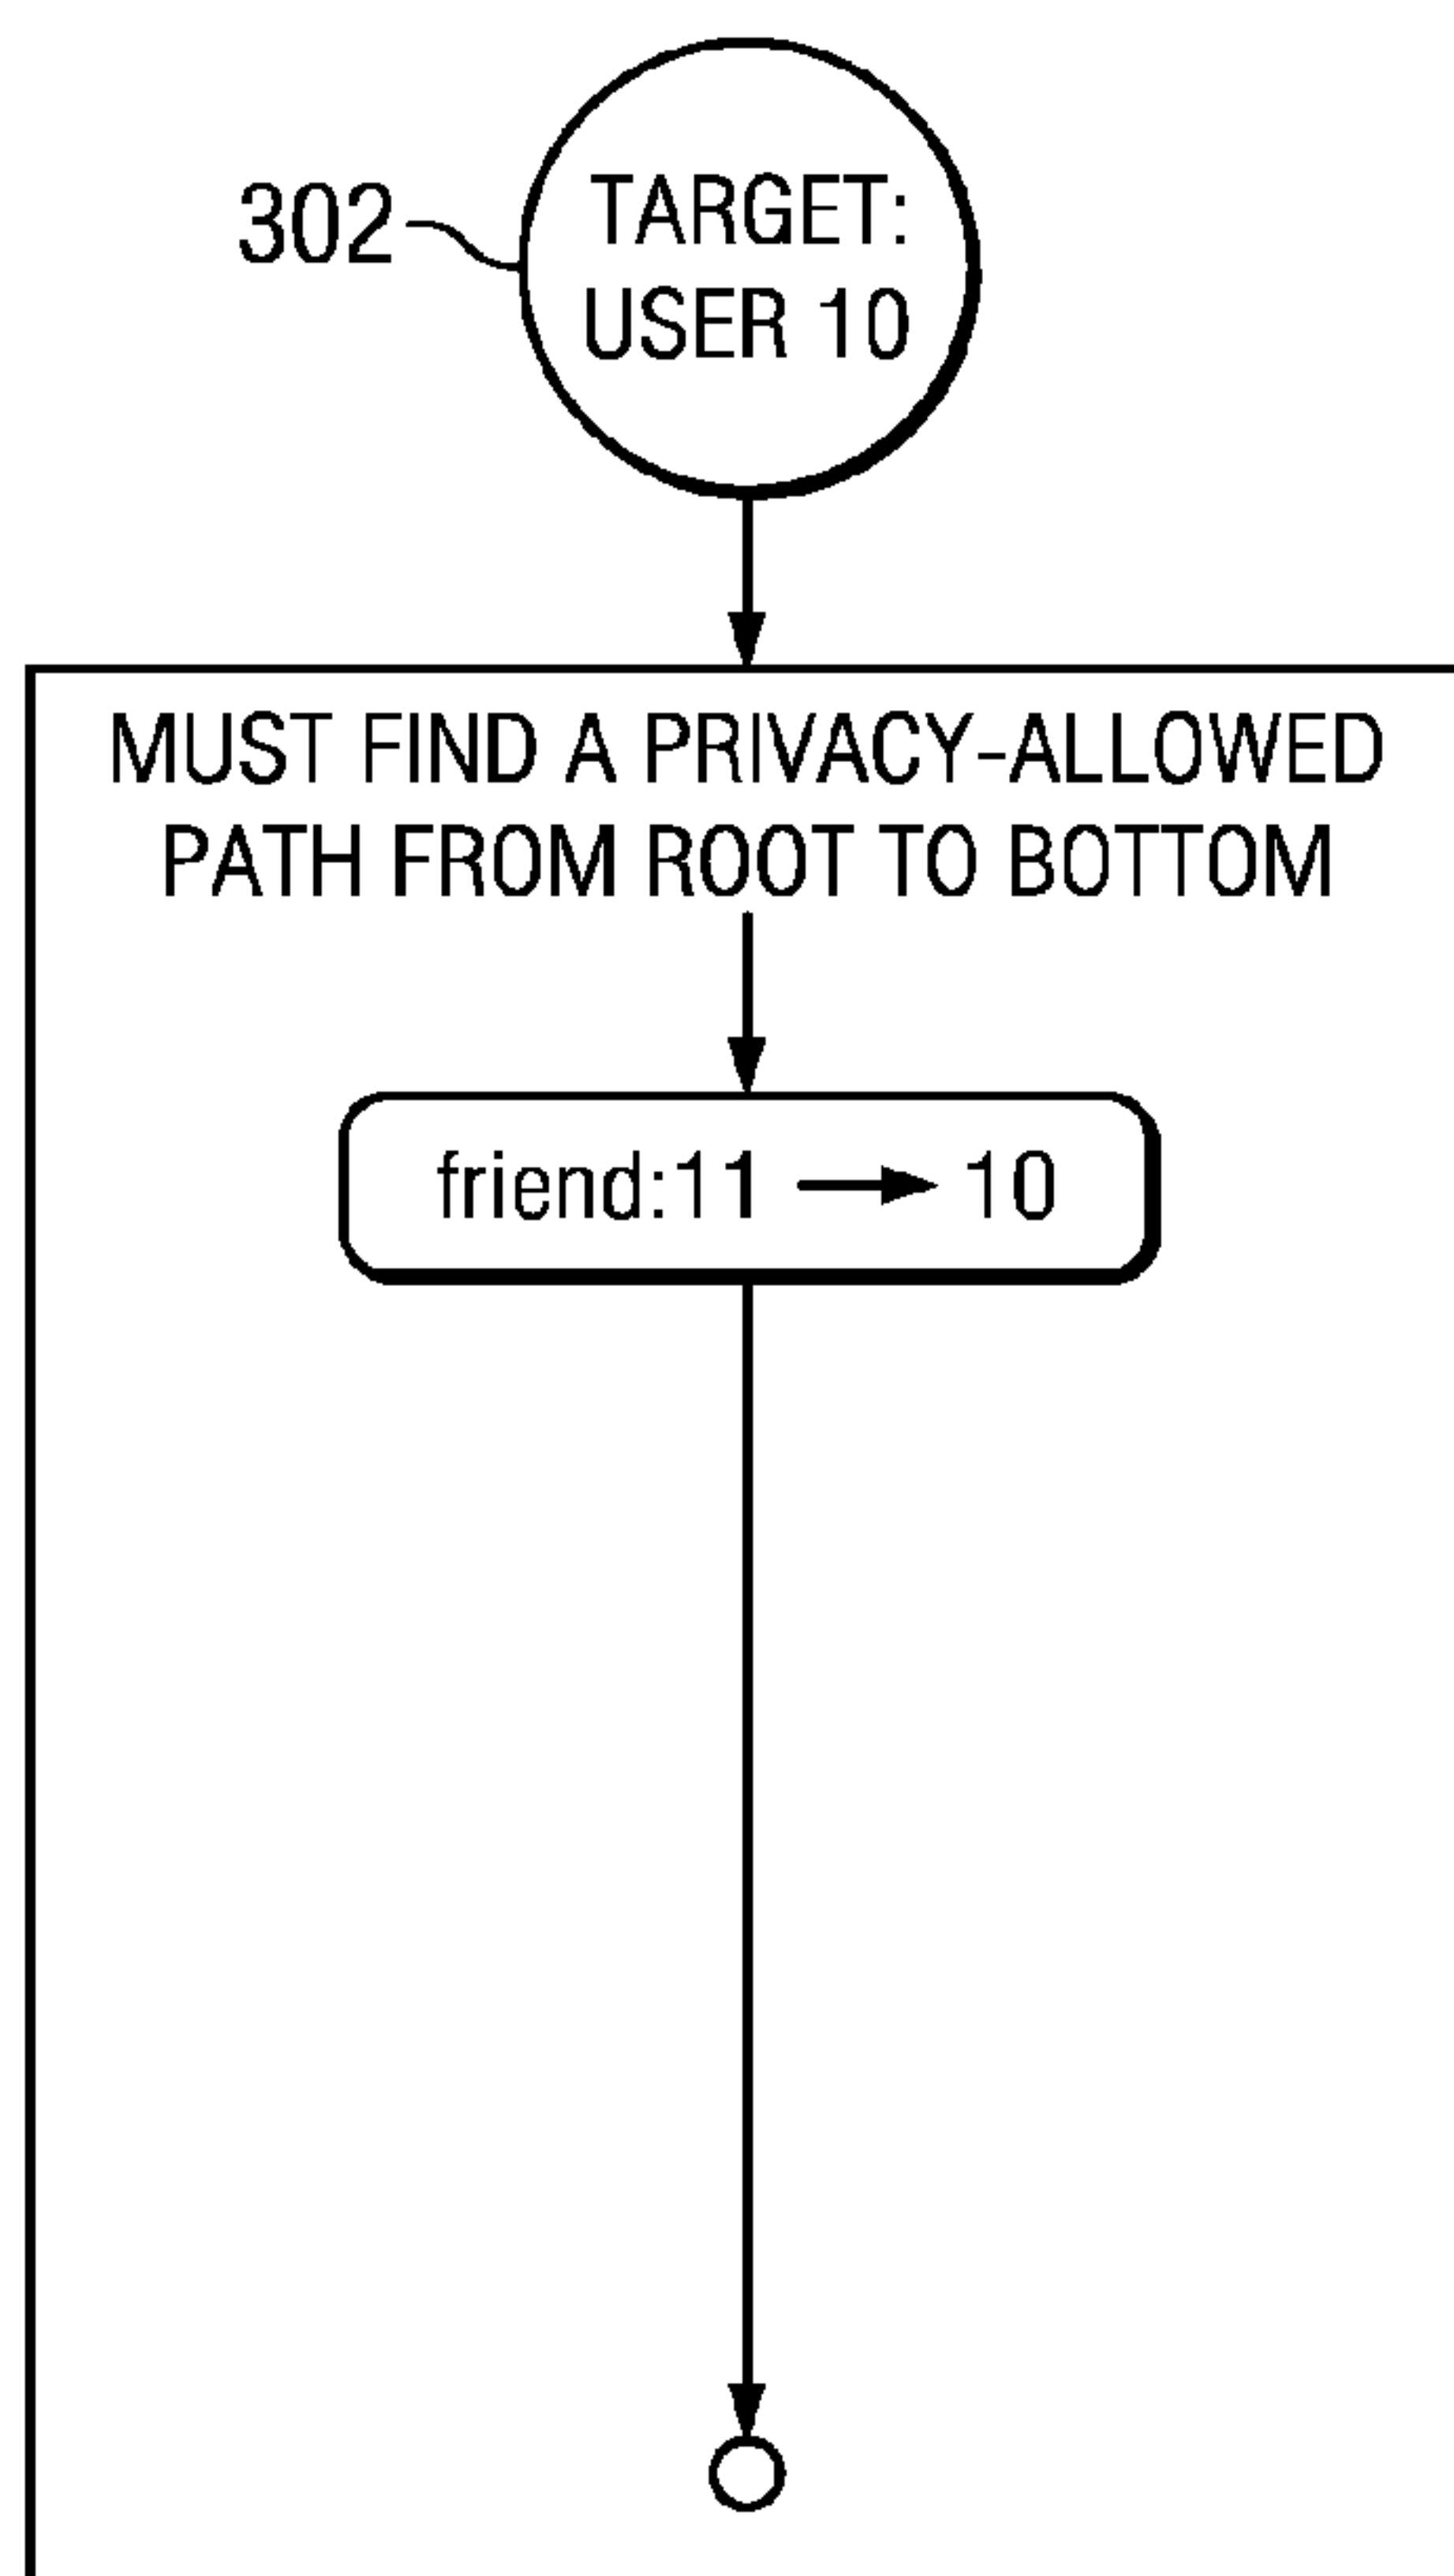 302
TARGET:
USER 10
MUST FIND A PRIVACY-ALLOWED
PATH FROM ROOT TO BOTTOM
friend:11 → 10